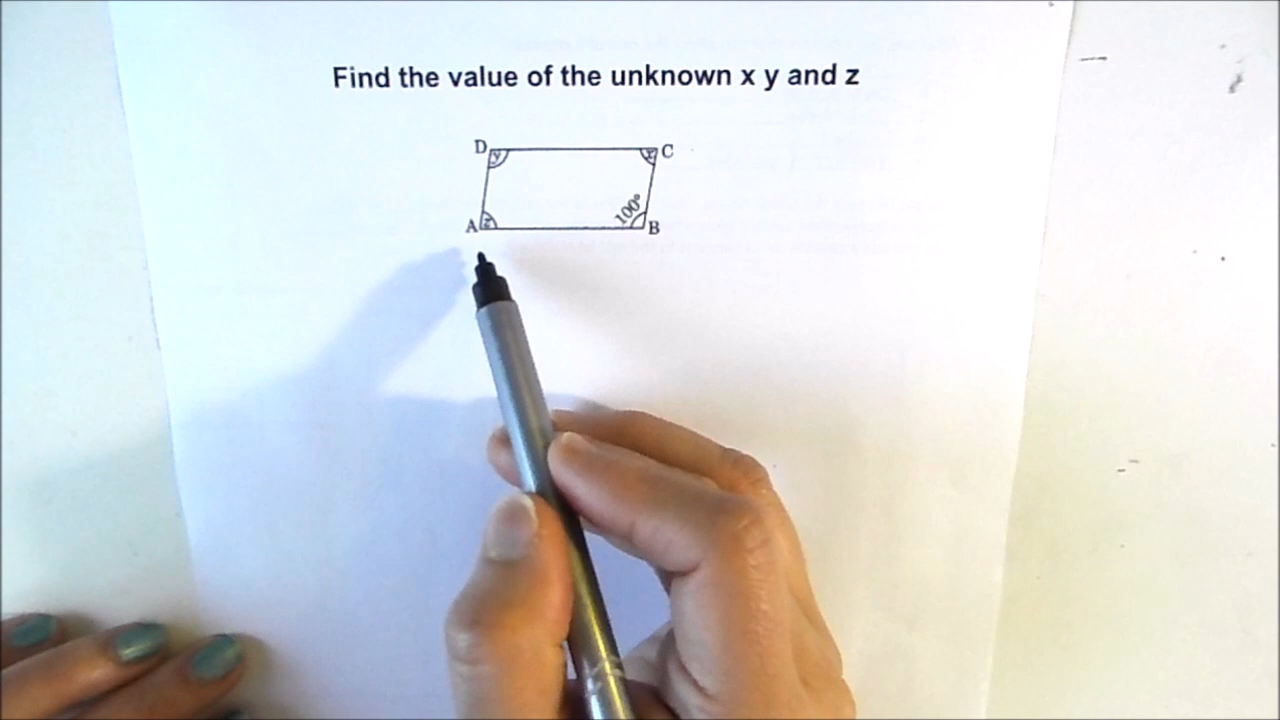 Find the value of the unknown x y and z
D y x C
A z 100° B